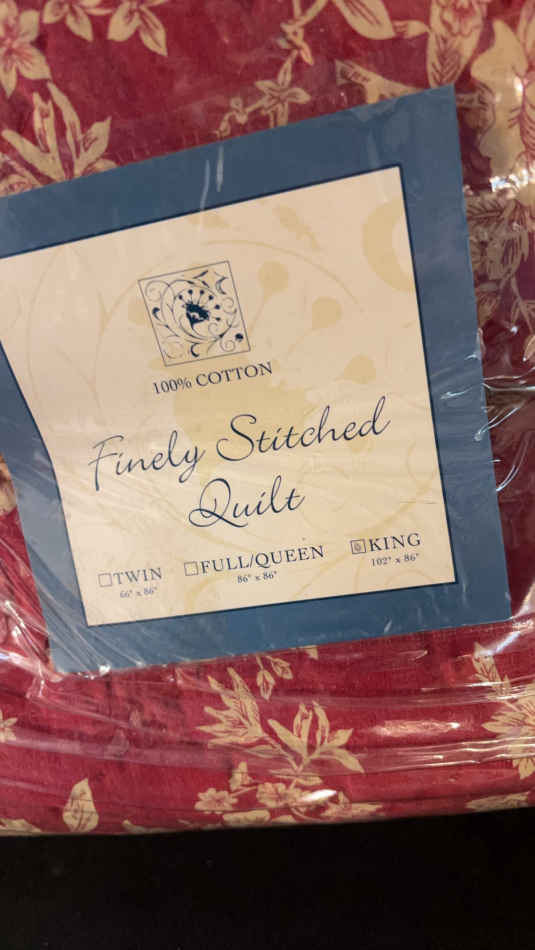 100% COTTON
Finely Stitched
Quilt
TWIN FULL/QUEEN KING
66" x 86" 86" x 86" 102" x 86"